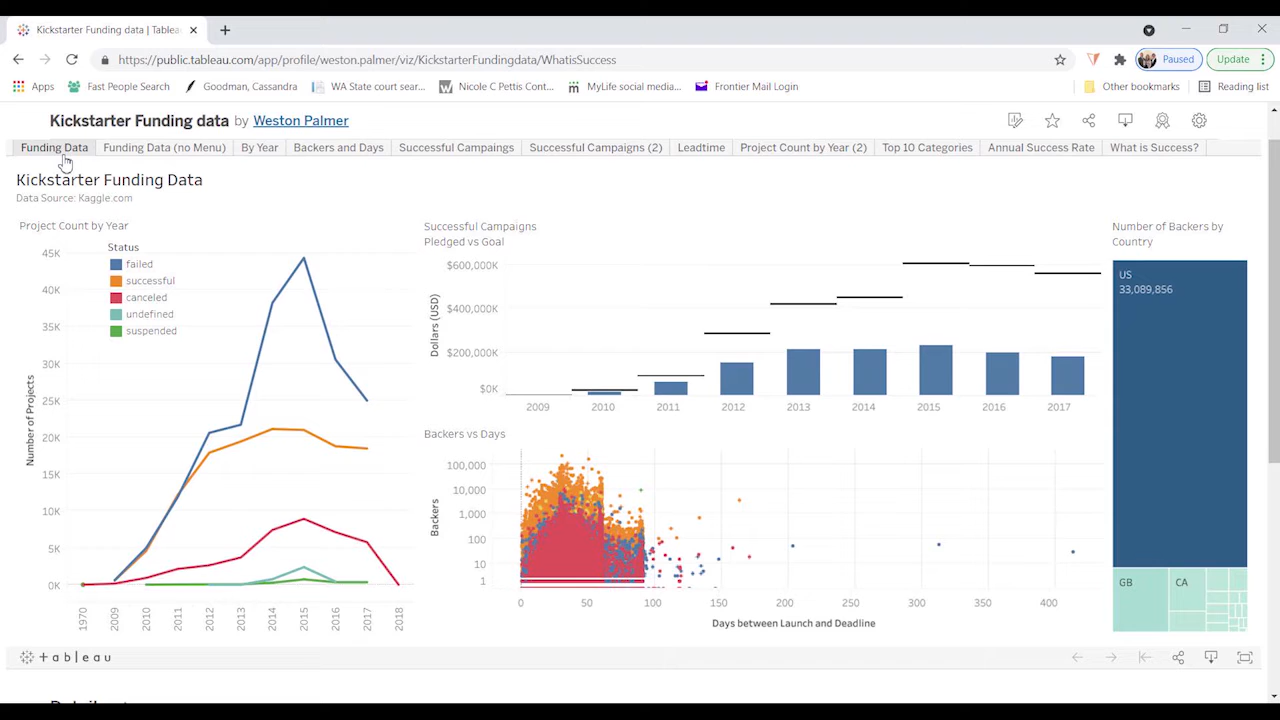 Kickstarter Funding data | Tablea
https://public.tableau.com/app/profile/weston.palmer/viz/KickstarterFundingdata/WhatisSuccess
Paused
Update
Apps
Fast People Search
Goodman, Cassandra
WA State court sear...
Nicole C Pettis Cont...
MyLife social media...
Frontier Mail Login
Other bookmarks
Reading list
Kickstarter Funding data by Weston Palmer
Funding Data
Funding Data (no Menu)
By Year
Backers and Days
Successful Campaings
Successful Campaings (2)
Leadtime
Project Count by Year (2)
Top 10 Categories
Annual Success Rate
What is Success?
Kickstarter Funding Data
Data Source: Kaggle.com
Project Count by Year
Status
failed
successful
canceled
undefined
suspended
45K
40K
35K
30K
25K
20K
15K
10K
5K
0K
Number of Projects
1970
2009
2010
2011
2012
2013
2014
2015
2016
2017
2018
Successful Campaigns
Pledged vs Goal
$600,000K
$400,000K
$200,000K
$0K
Dollars (USD)
2009
2010
2011
2012
2013
2014
2015
2016
2017
Backers vs Days
100,000
10,000
1,000
100
10
1
Backers
0
50
100
150
200
250
300
350
400
Days between Launch and Deadline
Number of Backers by
Country
US
33,089,856
GB
CA
+ a b | e a u